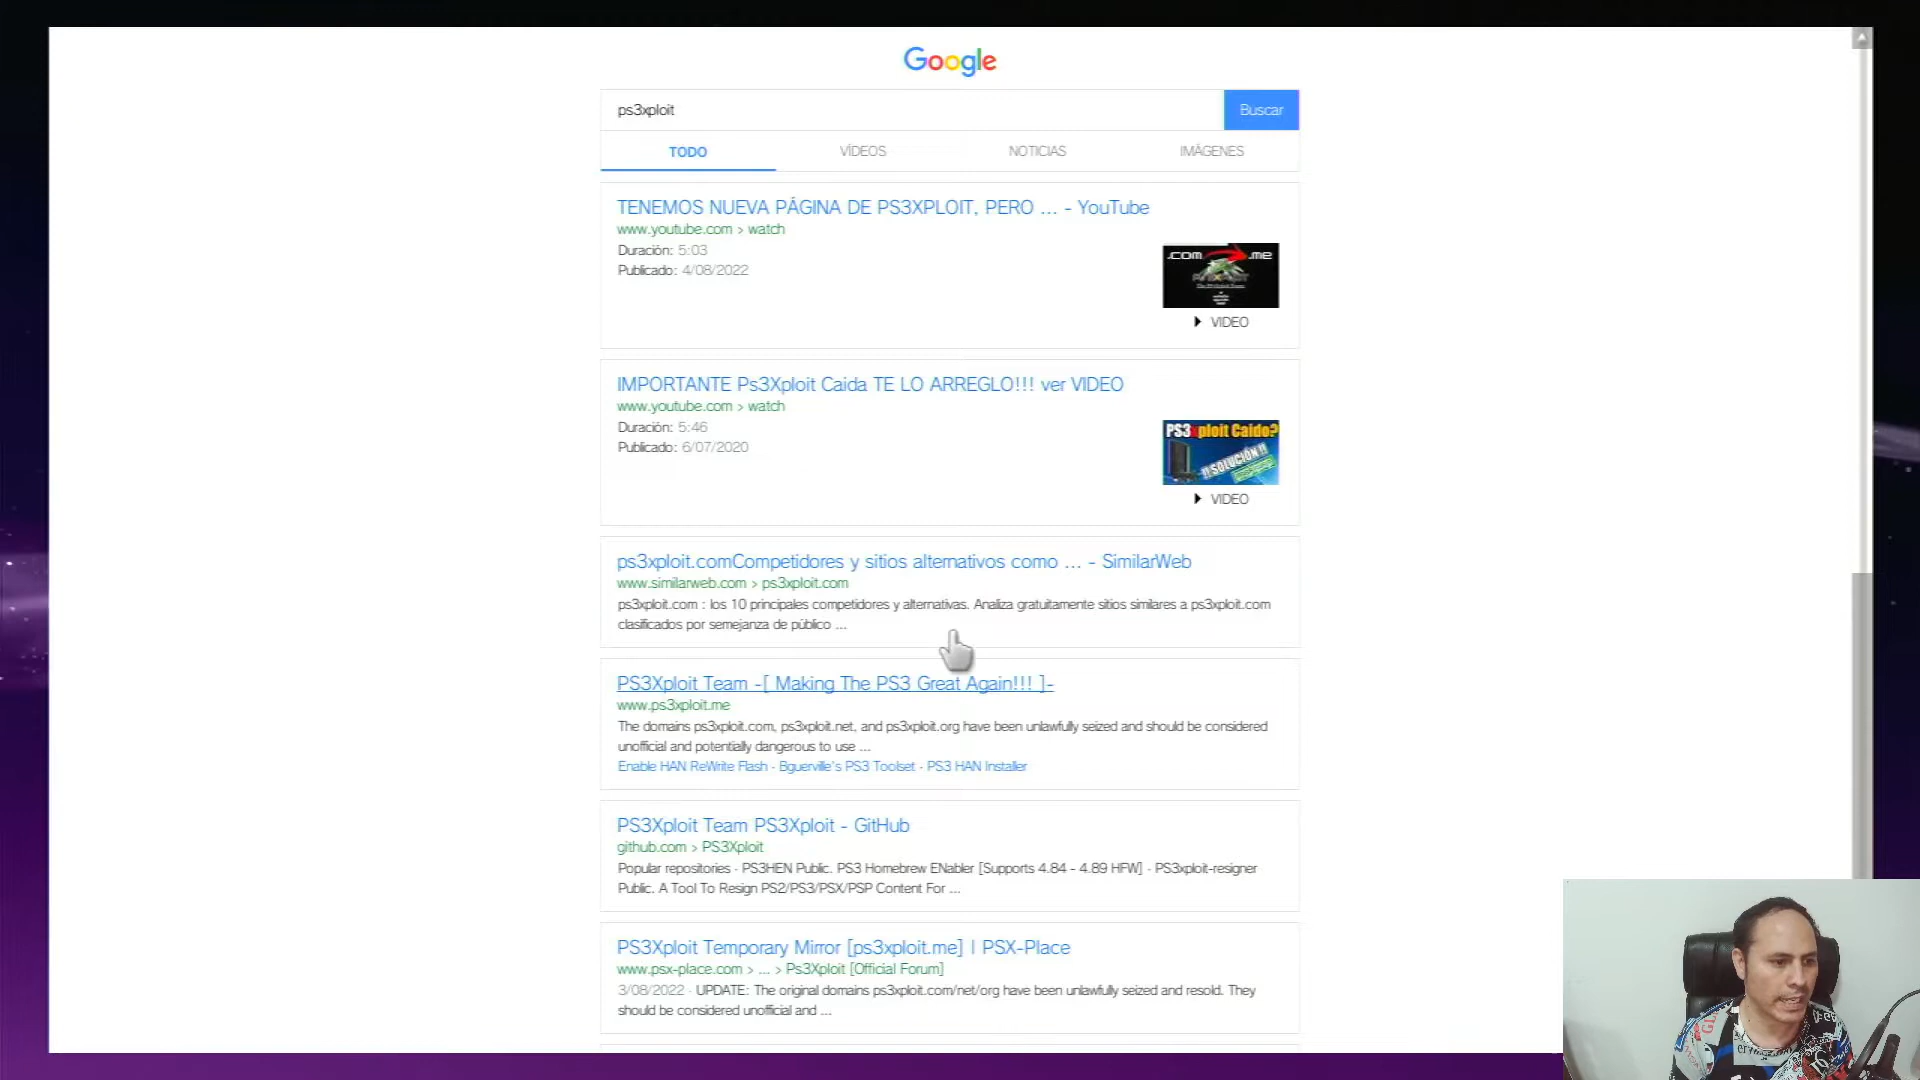 Google
ps3xploit
Buscar
TODO
VÍDEOS
NOTICIAS
IMÁGENES
TENEMOS NUEVA PÁGINA DE PS3XPLOIT, PERO ... - YouTube
www.youtube.com > watch
Duración: 5:03
Publicado: 4/08/2022
.COM .me
VIDEO
IMPORTANTE Ps3Xploit Caida TE LO ARREGLO!!! ver VIDEO
www.youtube.com > watch
Duración: 5:46
Publicado: 6/07/2020
PS3xploit Caido?
¡¡SOLUCIÓN!!
VIDEO
ps3xploit.comCompetidores y sitios alternativos como ... - SimilarWeb
www.similarweb.com > ps3xploit.com
ps3xploit.com : los 10 principales competidores y alternativas. Analiza gratuitamente sitios similares a ps3xploit.com
clasificados por semejanza de público ...
PS3Xploit Team -[ Making The PS3 Great Again!!! ]-
www.ps3xploit.me
The domains ps3xploit.com, ps3xploit.net, and ps3xploit.org have been unlawfully seized and should be considered
unofficial and potentially dangerous to use ...
Enable HAN ReWrite Flash - Bguerville's PS3 Toolset - PS3 HAN Installer
PS3Xploit Team PS3Xploit - GitHub
github.com > PS3Xploit
Popular repositories · PS3HEN Public. PS3 Homebrew ENabler [Supports 4.84 - 4.89 HFW] · PS3xploit-resigner
Public. A Tool To Resign PS2/PS3/PSX/PSP Content For ...
PS3Xploit Temporary Mirror [ps3xploit.me] | PSX-Place
www.psx-place.com > ... > Ps3Xploit [Official Forum]
3/08/2022 · UPDATE: The original domains ps3xploit.com/net/org have been unlawfully seized and resold. They
should be considered unofficial and ...